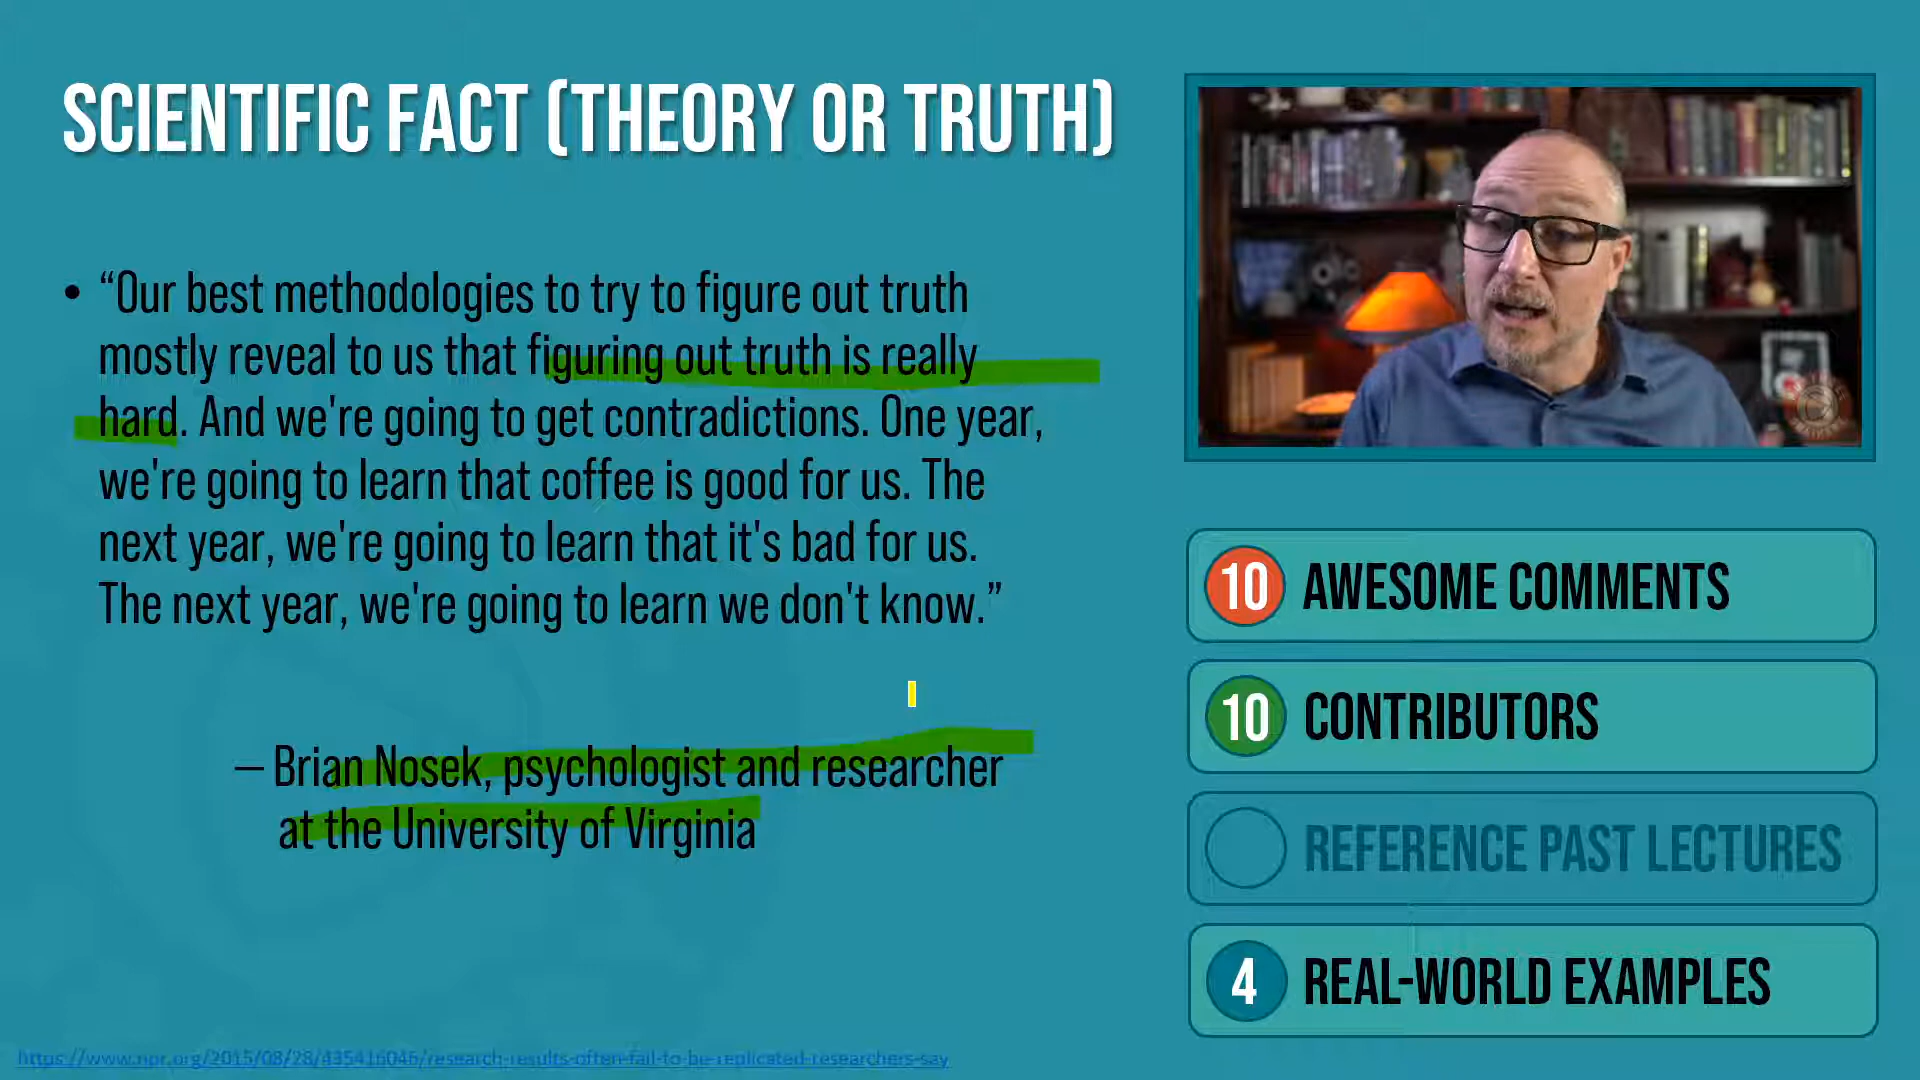 SCIENTIFIC FACT (THEORY OR TRUTH)
• “Our best methodologies to try to figure out truth
mostly reveal to us that figuring out truth is really
hard. And we're going to get contradictions. One year,
we're going to learn that coffee is good for us. The
next year, we're going to learn that it's bad for us.
The next year, we're going to learn we don't know.”
– Brian Nosek, psychologist and researcher
at the University of Virginia
https://www.npr.org/2015/08/28/435416046/research-results-often-fail-to-be-replicated-researchers-say
10 AWESOME COMMENTS
10 CONTRIBUTORS
REFERENCE PAST LECTURES
4 REAL-WORLD EXAMPLES